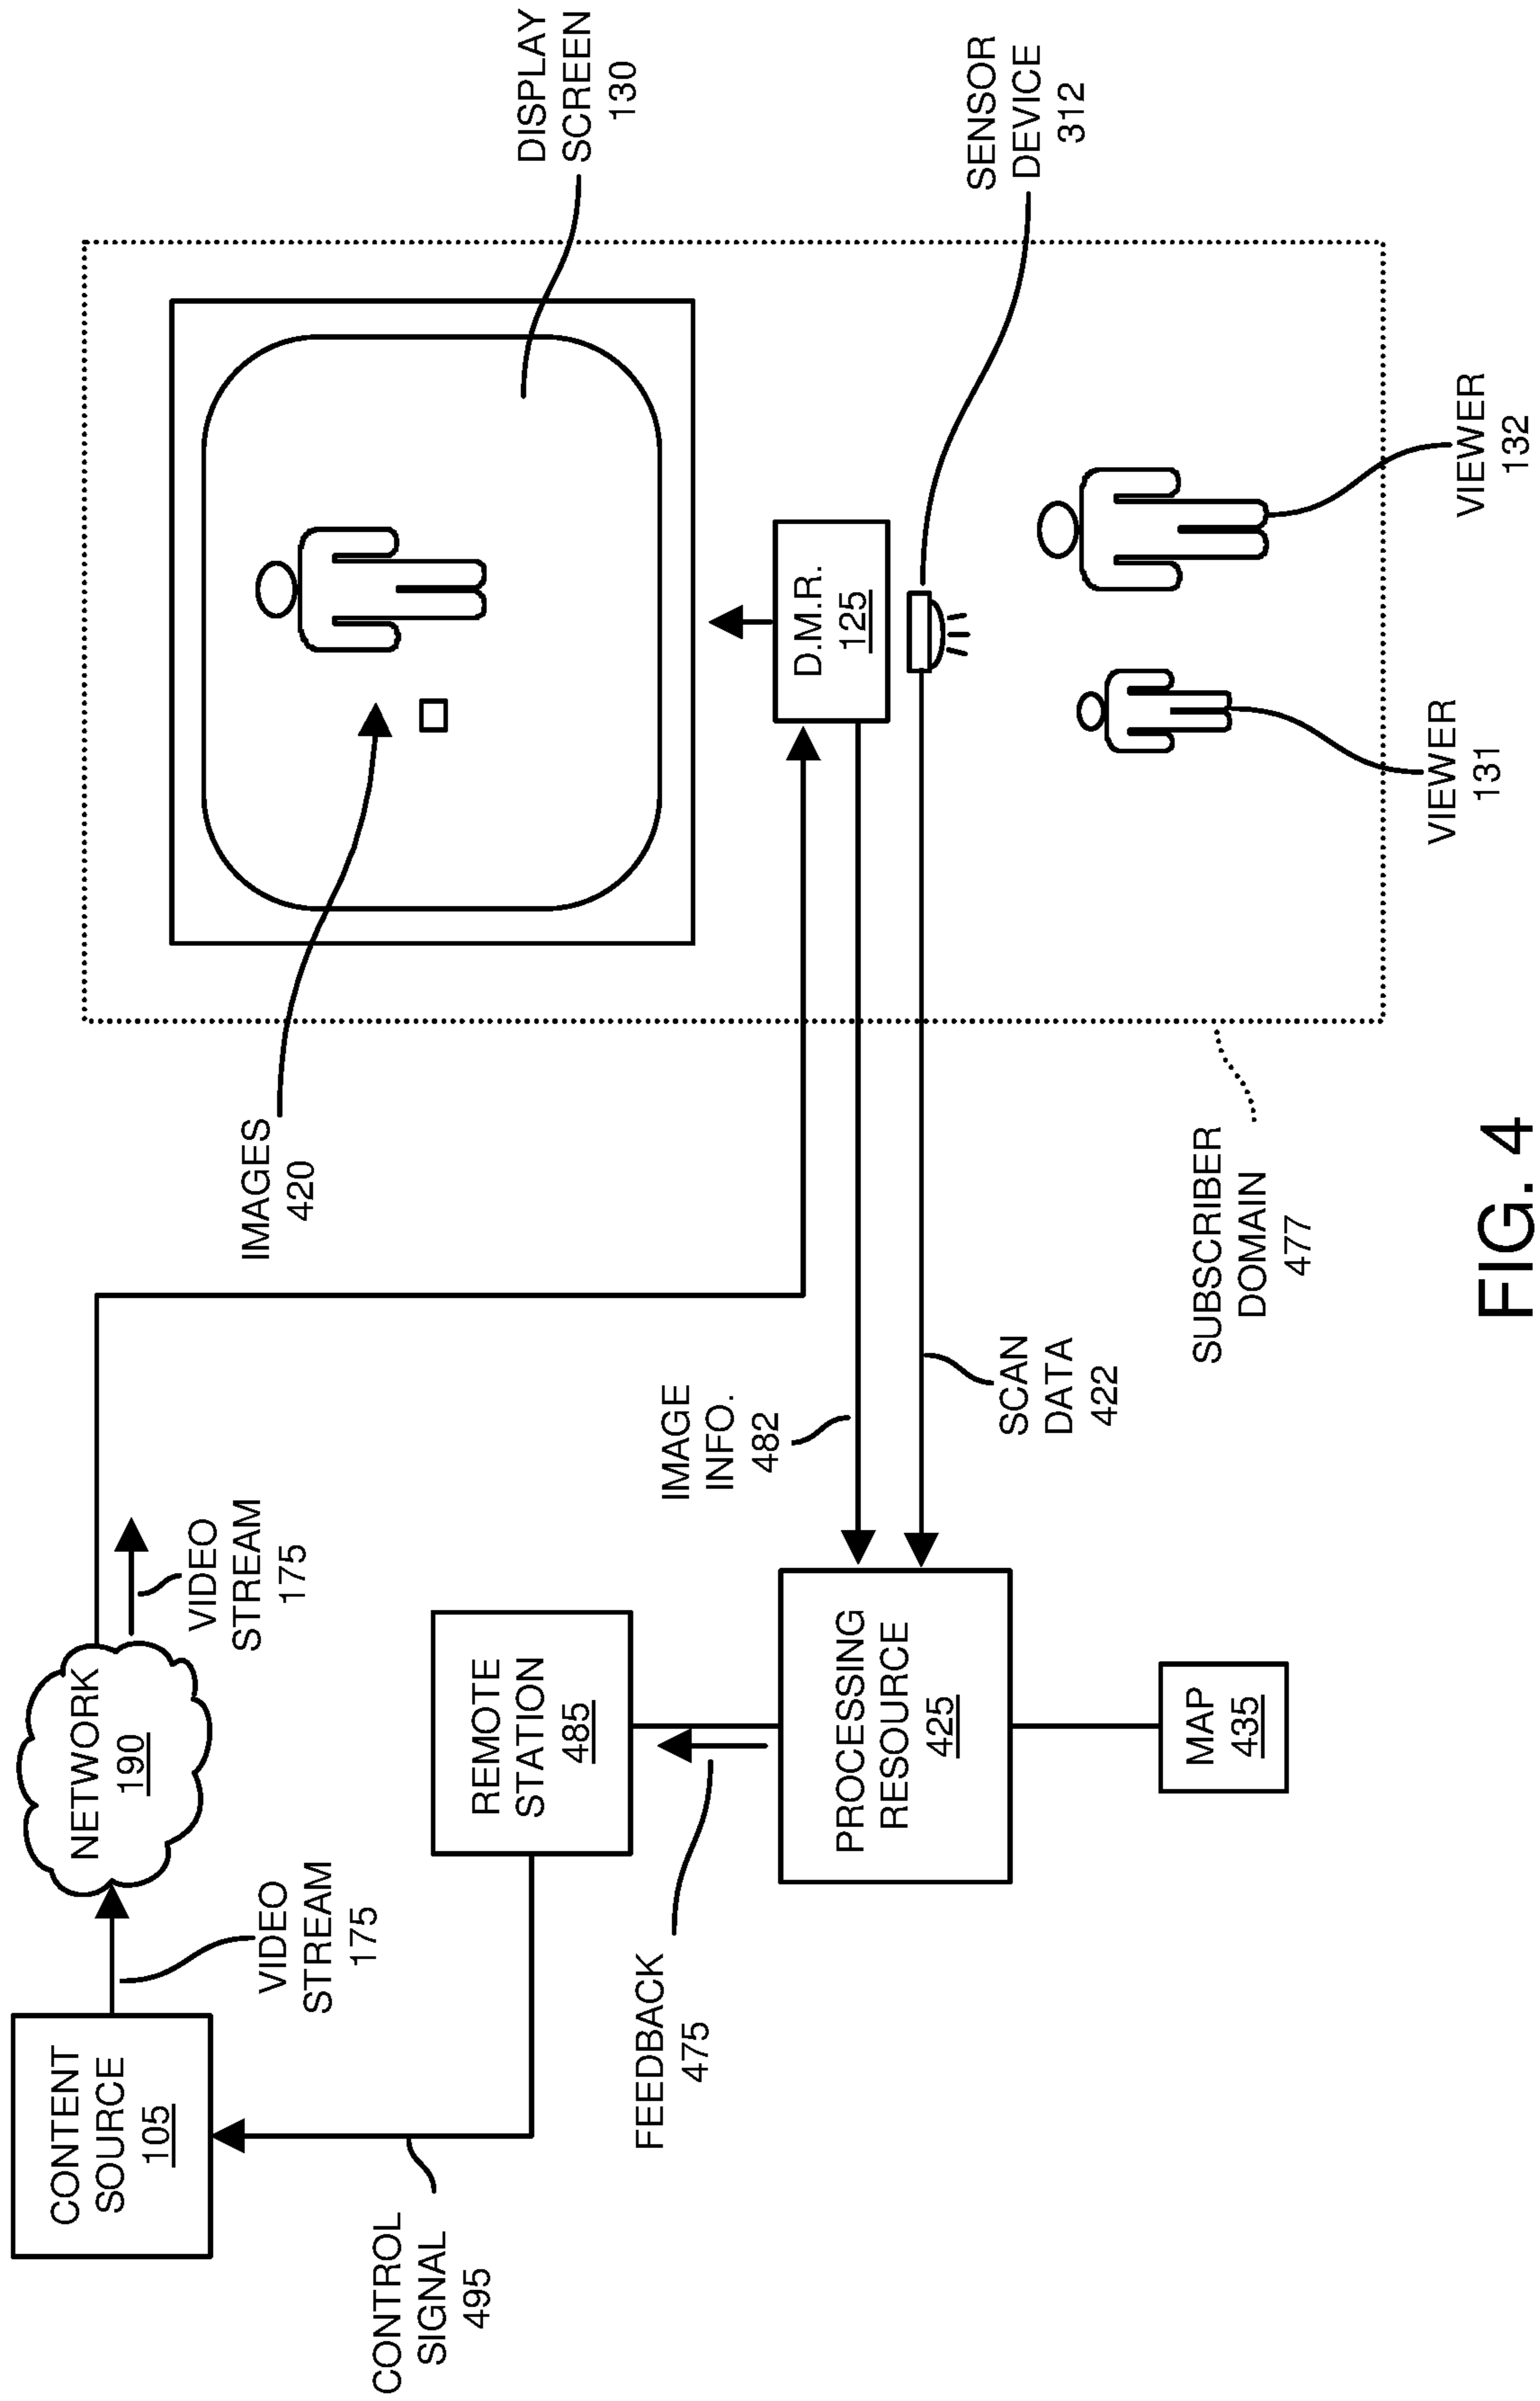 CONTENT
SOURCE
105
VIDEO
STREAM
175
NETWORK
190
VIDEO
STREAM
175
CONTROL
SIGNAL
495
REMOTE
STATION
485
FEEDBACK
475
PROCESSING
RESOURCE
425
MAP
435
IMAGE
INFO.
482
SCAN
DATA
422
IMAGES
420
DISPLAY
SCREEN
130
D.M.R.
125
SENSOR
DEVICE
312
SUBSCRIBER
DOMAIN
477
VIEWER
131
VIEWER
132
FIG. 4